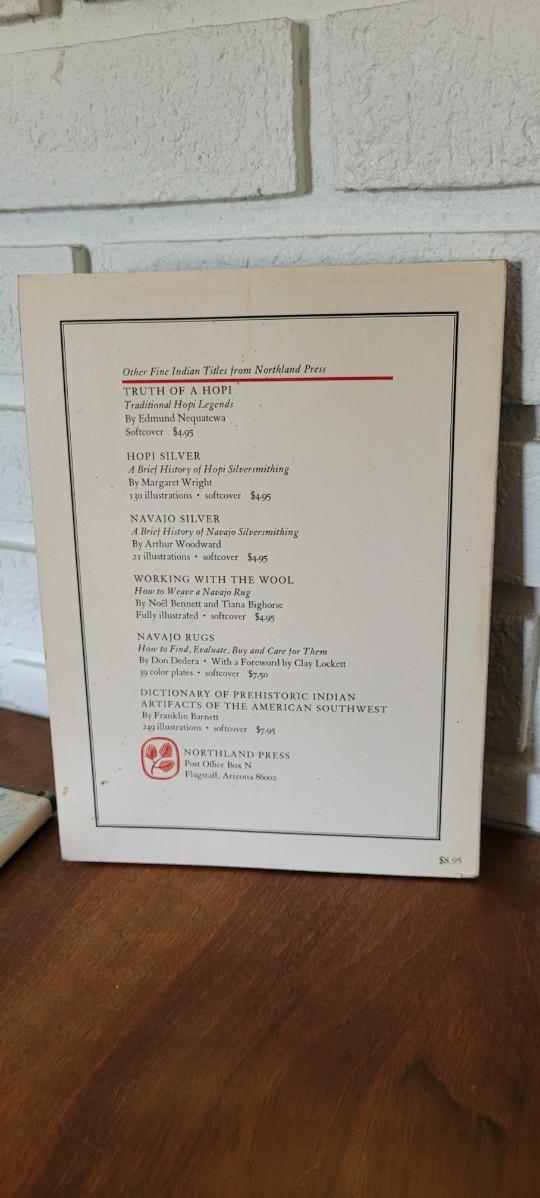 Other Fine Indian Titles from Northland Press
TRUTH OF A HOPI
Traditional Hopi Legends
By Edmund Nequatewa
Softcover $4.95
HOPI SILVER
A Brief History of Hopi Silversmithing
By Margaret Wright
130 illustrations • softcover $4.95
NAVAJO SILVER
A Brief History of Navajo Silversmithing
By Arthur Woodward
21 illustrations • softcover $4.95
WORKING WITH THE WOOL
How to Weave a Navajo Rug
By Noël Bennett and Tiana Bighorse
Fully illustrated • softcover $4.95
NAVAJO RUGS
How to Find, Evaluate, Buy and Care for Them
By Don Dedera • With a Foreword by Clay Lockett
39 color plates • softcover $7.50
DICTIONARY OF PREHISTORIC INDIAN
ARTIFACTS OF THE AMERICAN SOUTHWEST
By Franklin Barnett
249 illustrations • softcover $7.95
NORTHLAND PRESS
Post Office Box N
Flagstaff, Arizona 86002
$8.95